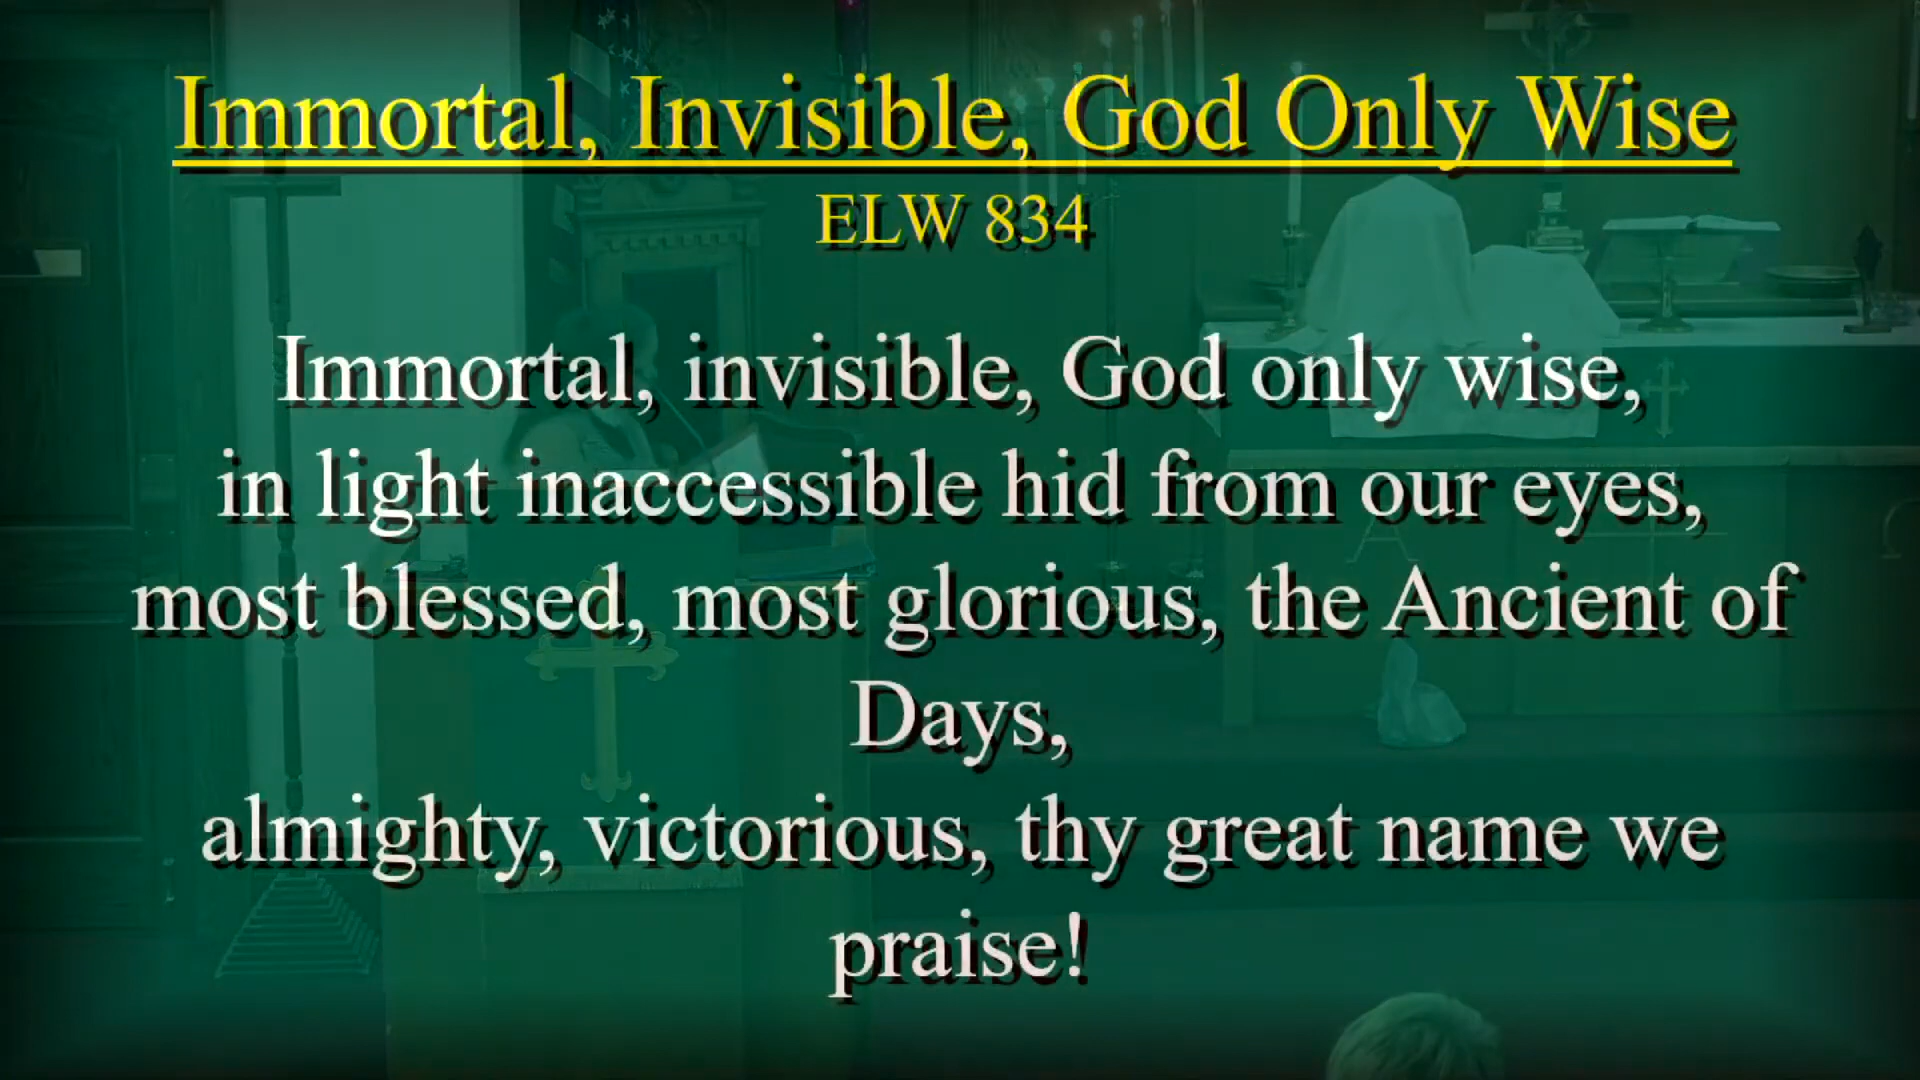 Immortal, Invisible, God Only Wise
ELW 834
Immortal, invisible, God only wise,
in light inaccessible hid from our eyes,
most blessed, most glorious, the Ancient of
Days,
almighty, victorious, thy great name we
praise!